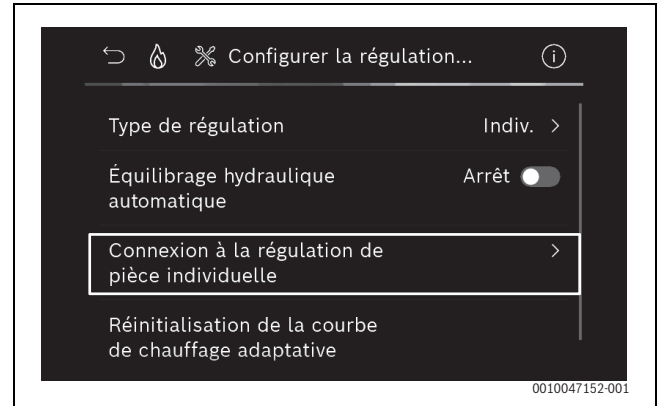 Configurer la régulation...
Type de régulation Indiv. >
Équilibrage hydraulique Arrêt
automatique
Connexion à la régulation de >
pièce individuelle
Réinitialisation de la courbe
de chauffage adaptative
0010047152-001